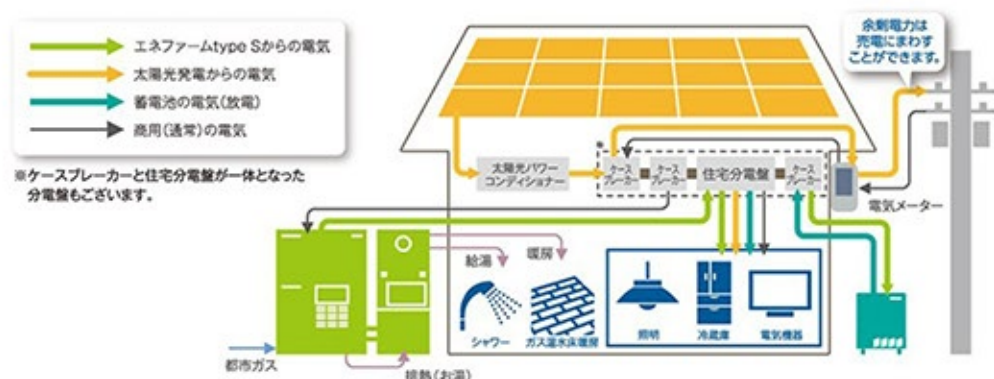 エネファームtype Sからの電気
太陽光発電からの電気
蓄電池の電気(放電)
商用(通常)の電気
※ケースブレーカーと住宅分電盤が一体となった
分電盤もございます。
余剰電力は
売電にまわす
ことができます。
太陽光パワー
コンディショナー
ケース
ブレーカー
ケース
ブレーカー
住宅分電盤
ケース
ブレーカー
電気メーター
給湯
暖房
シャワー
ガス温水床暖房
照明
冷蔵庫
電気機器
都市ガス
排熱(お湯)